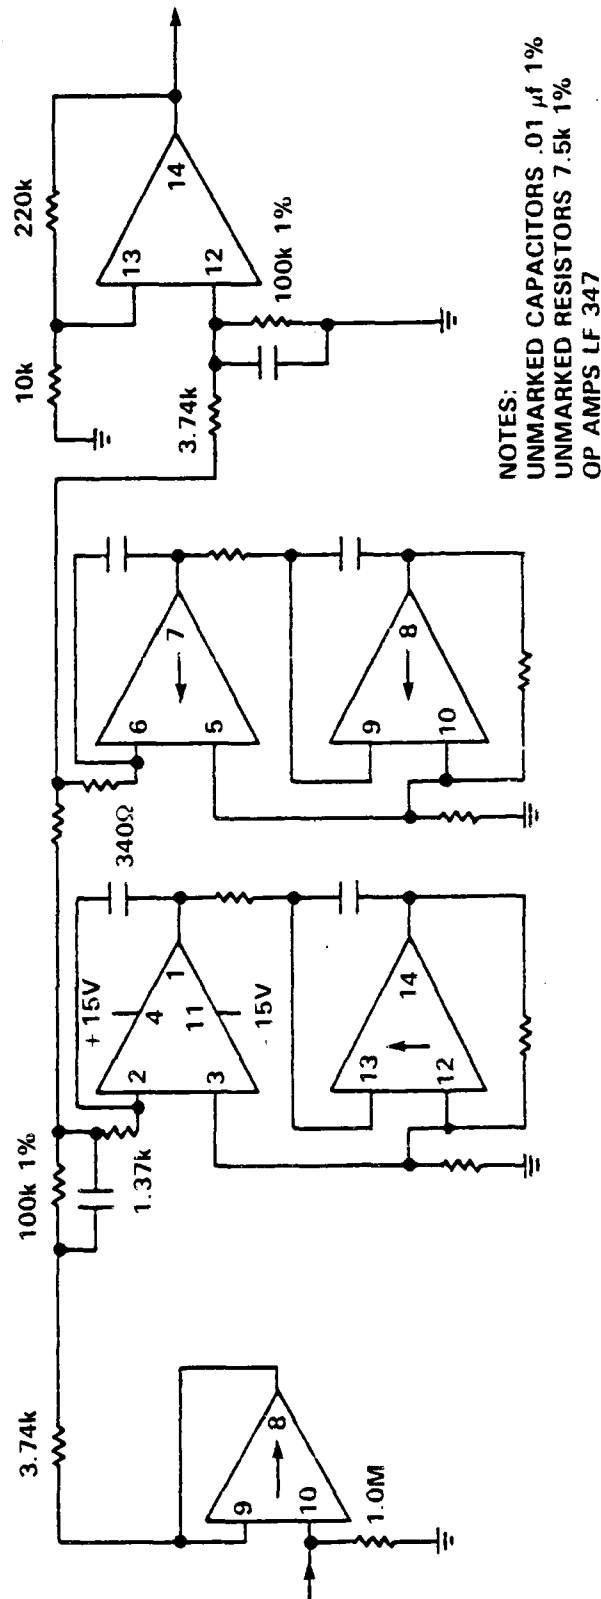 3.74k
9
10
8
1.0M
100k 1%
1.37k
2
3
+ 15V
4
11
- 15V
1
13
12
14
340Ω
6
5
7
9
10
8
3.74k
10k
220k
13
12
14
100k 1%
NOTES:
UNMARKED CAPACITORS .01 µf 1%
UNMARKED RESISTORS 7.5k 1%
OP AMPS LF 347